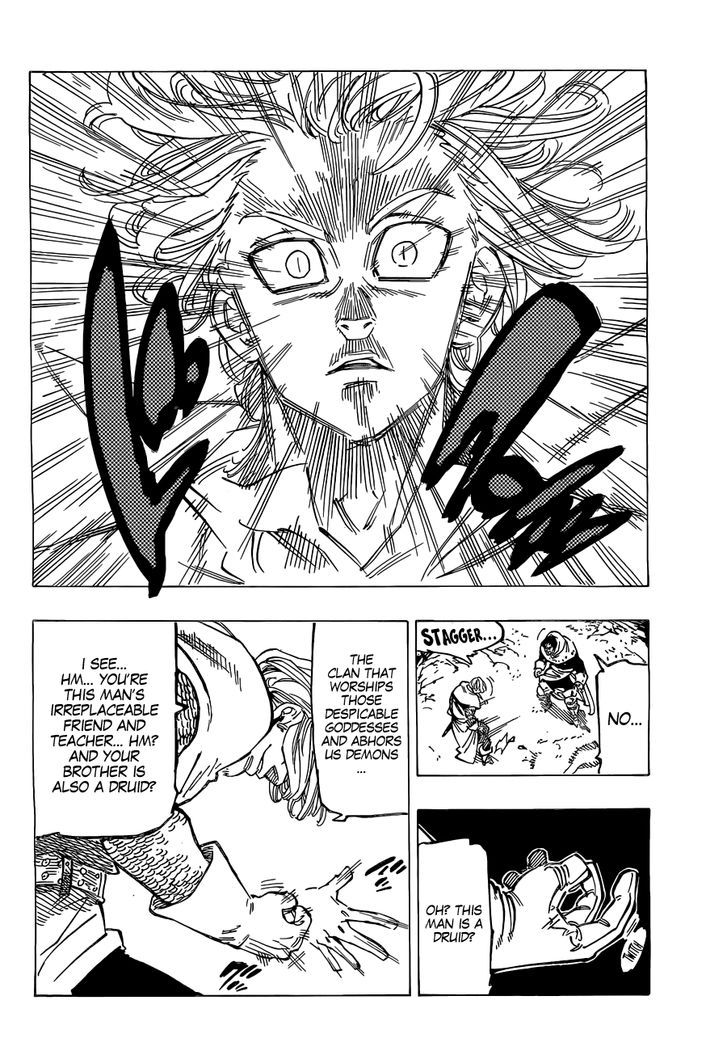 STAGGER...
NO...
OH? THIS
MAN IS A
DRUID?
TWITCH
THE
CLAN THAT
WORSHIPS
THOSE
DESPICABLE
GODDESSES
AND ABHORS
US DEMONS
...
I SEE...
HM... YOU'RE
THIS MAN'S
IRREPLACEABLE
FRIEND AND
TEACHER... HM?
AND YOUR
BROTHER IS
ALSO A DRUID?